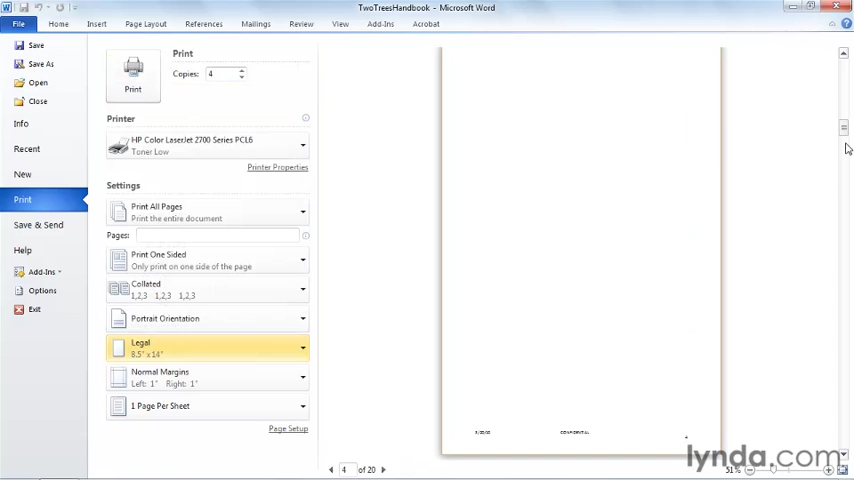 TwoTreesHandbook - Microsoft Word
File Home Insert Page Layout References Mailings Review View Add-Ins Acrobat
Save
Save As
Open
Close
Info
Recent
New
Print
Save & Send
Help
Add-Ins
Options
Exit
Print
Print
Copies: 4
Printer
HP Color LaserJet 2700 Series PCL6
Toner Low
Printer Properties
Settings
Print All Pages
Print the entire document
Pages:
Print One Sided
Only print on one side of the page
Collated
1,2,3 1,2,3 1,2,3
Portrait Orientation
Legal
8.5" x 14"
Normal Margins
Left: 1" Right: 1"
1 Page Per Sheet
Page Setup
CONFIDENTIAL
4 of 20
51%
lynda.com